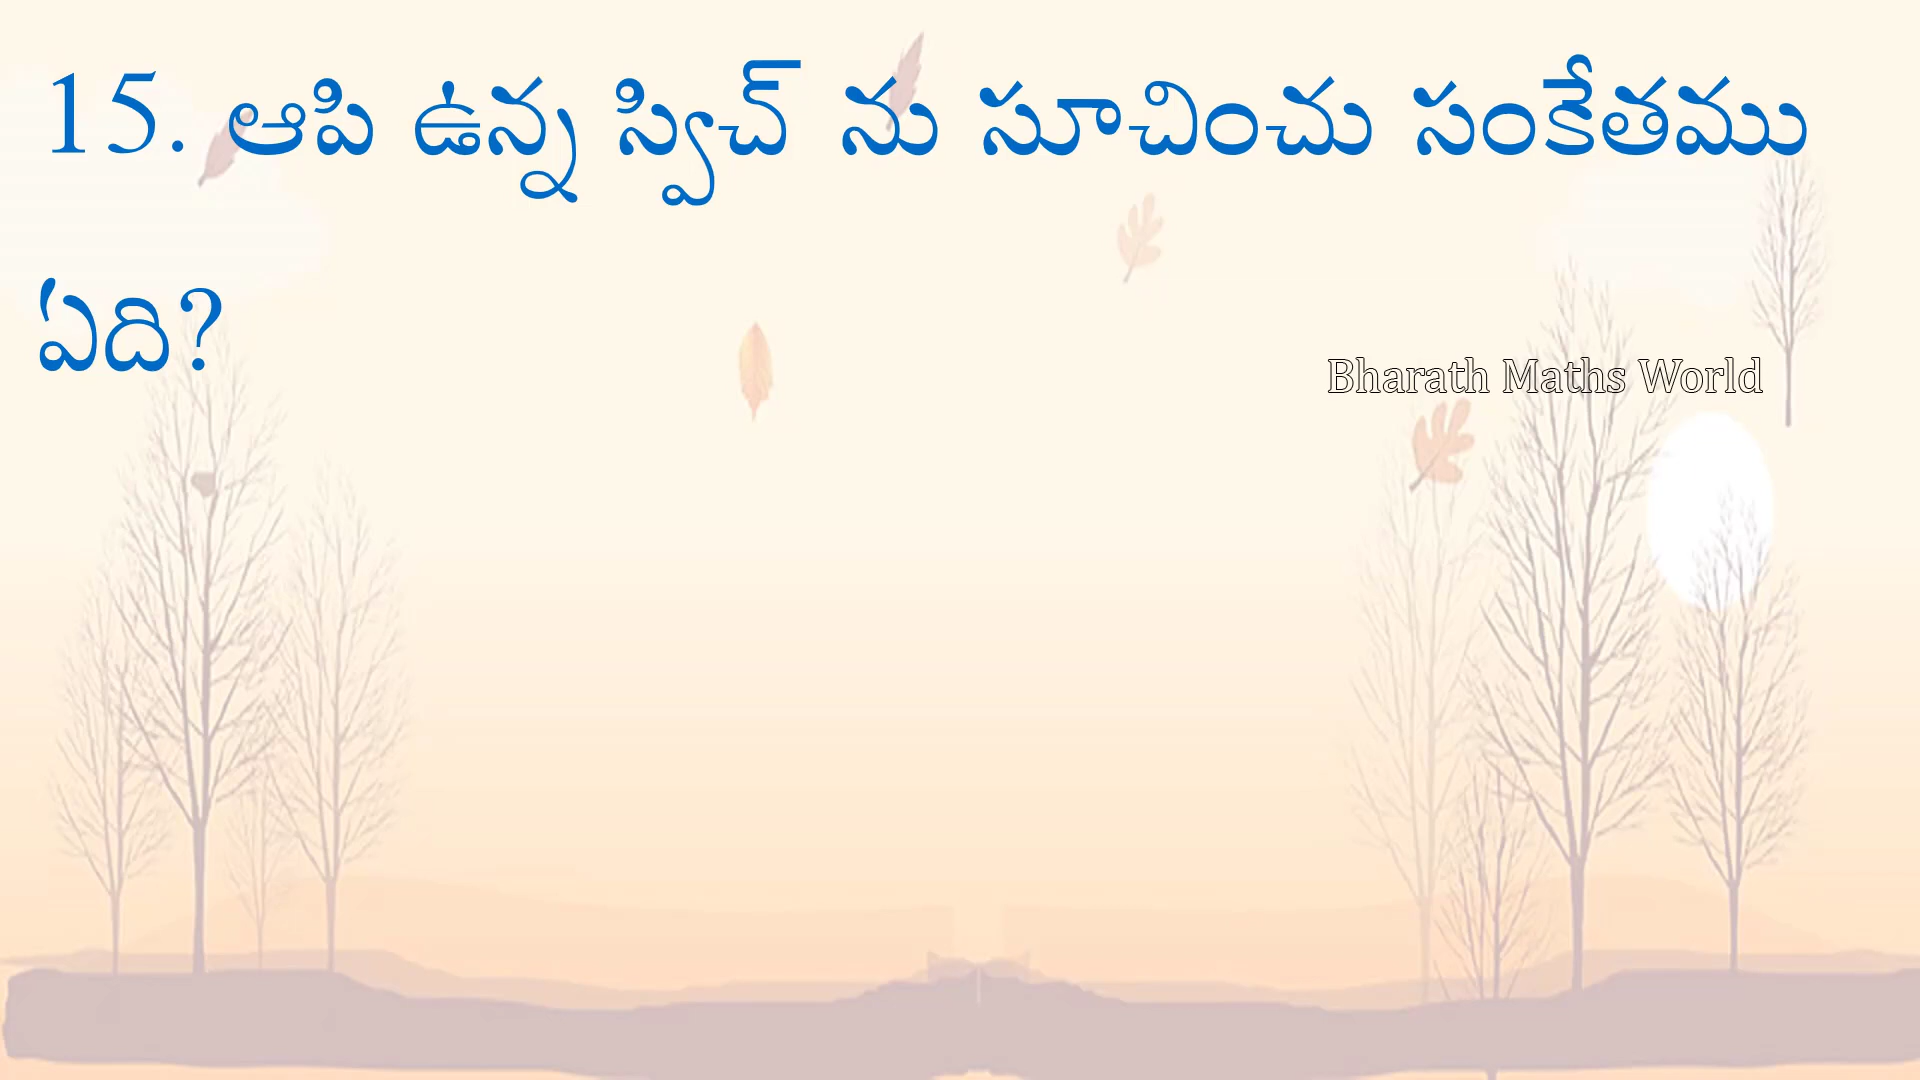 15. ఆపి ఉన్న స్విచ్ ను సూచించు సంకేతము
ఏది?
Bharath Maths World